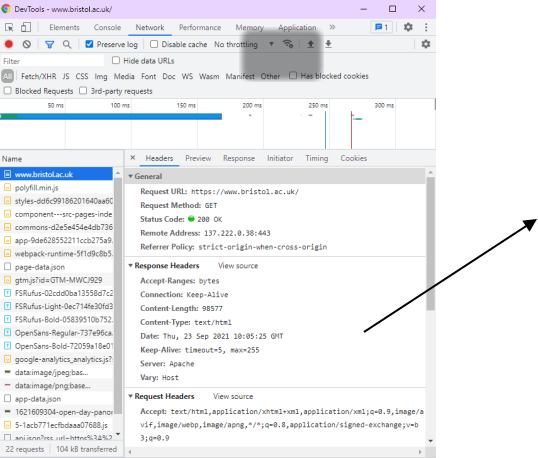 DevTools - www.bristol.ac.uk/
Elements Console Network Performance Memory Application » 1
Preserve log Disable cache No throttling
Filter Hide data URLs
All Fetch/XHR JS CSS Img Media Font Doc WS Wasm Manifest Other Has blocked cookies
Blocked Requests 3rd-party requests
50 ms 100 ms 150 ms 200 ms 250 ms 300 ms
Name
www.bristol.ac.uk
polyfill.min.js
styles-dd6c99186201640aa60
component---src-pages-inde
commons-d2e5e454e4db736
app-9de628552211ccb275a9.
webpack-runtime-5f1d9c8b5.
page-data.json
gtm.js?id=GTM-MWCJ929
FSRufus-02cdd0ba13558d7c2
FSRufus-Light-0ec714fe30fd3
FSRufus-Bold-05839510b752.
OpenSans-Regular-737e96ca.
OpenSans-Bold-72059a18e01
google-analytics_analytics.js?
data:image/jpeg;bas...
data:image/png;base...
app-data.json
1621609304-open-day-panor
5-1acb771ecfbdaaa07688.js
api.json?rss_url=https%34%2
22 requests 104 kB transferred
× Headers Preview Response Initiator Timing Cookies
General
Request URL: https://www.bristol.ac.uk/
Request Method: GET
Status Code: 200 OK
Remote Address: 137.222.0.38:443
Referrer Policy: strict-origin-when-cross-origin
Response Headers View source
Accept-Ranges: bytes
Connection: Keep-Alive
Content-Length: 98577
Content-Type: text/html
Date: Thu, 23 Sep 2021 10:05:25 GMT
Keep-Alive: timeout=5, max=255
Server: Apache
Vary: Host
Request Headers View source
Accept: text/html,application/xhtml+xml,application/xml;q=0.9,image/a
vif,image/webp,image/apng,*/*;q=0.8,application/signed-exchange;v=b
3;q=0.9